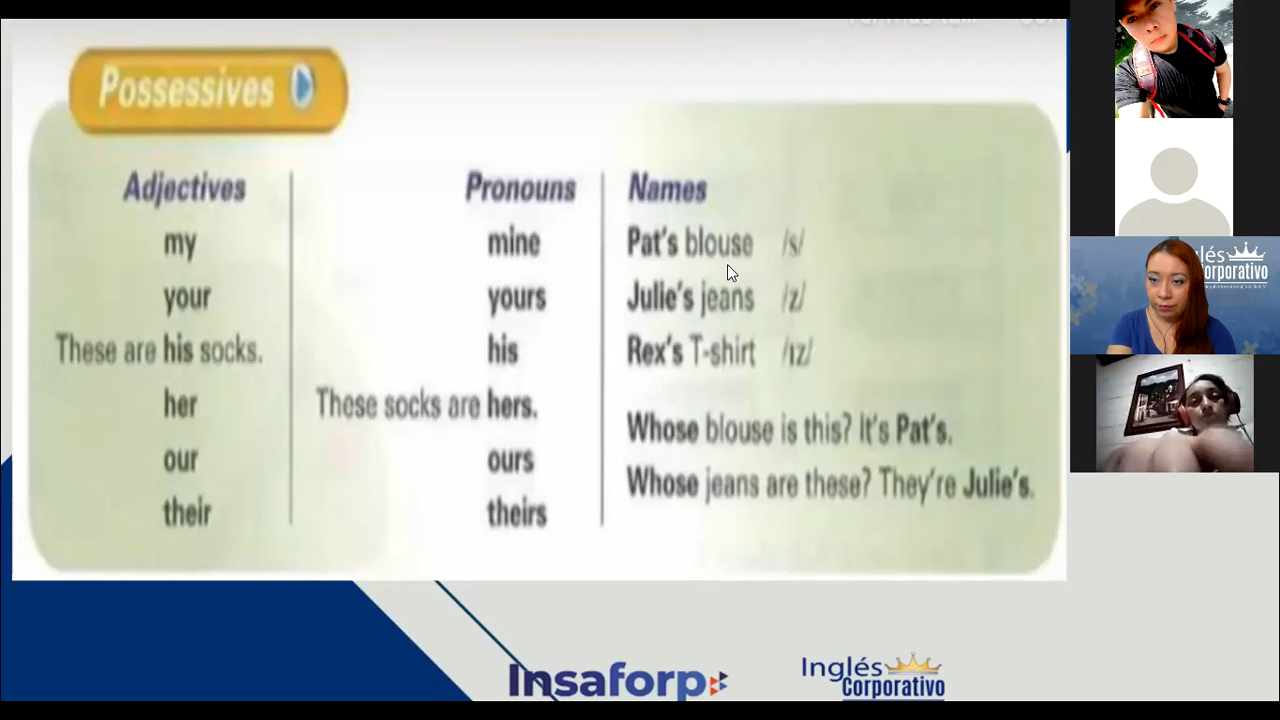 Possessives
Adjectives
my
your
These are his socks.
her
our
their
Pronouns
mine
yours
his
These socks are hers.
ours
theirs
Names
Pat's blouse /s/
Julie's jeans /z/
Rex's T-shirt /ɪz/
Whose blouse is this? It's Pat's.
Whose jeans are these? They're Julie's.
Insaforp
Inglés
Corporativo
lés
orporativo